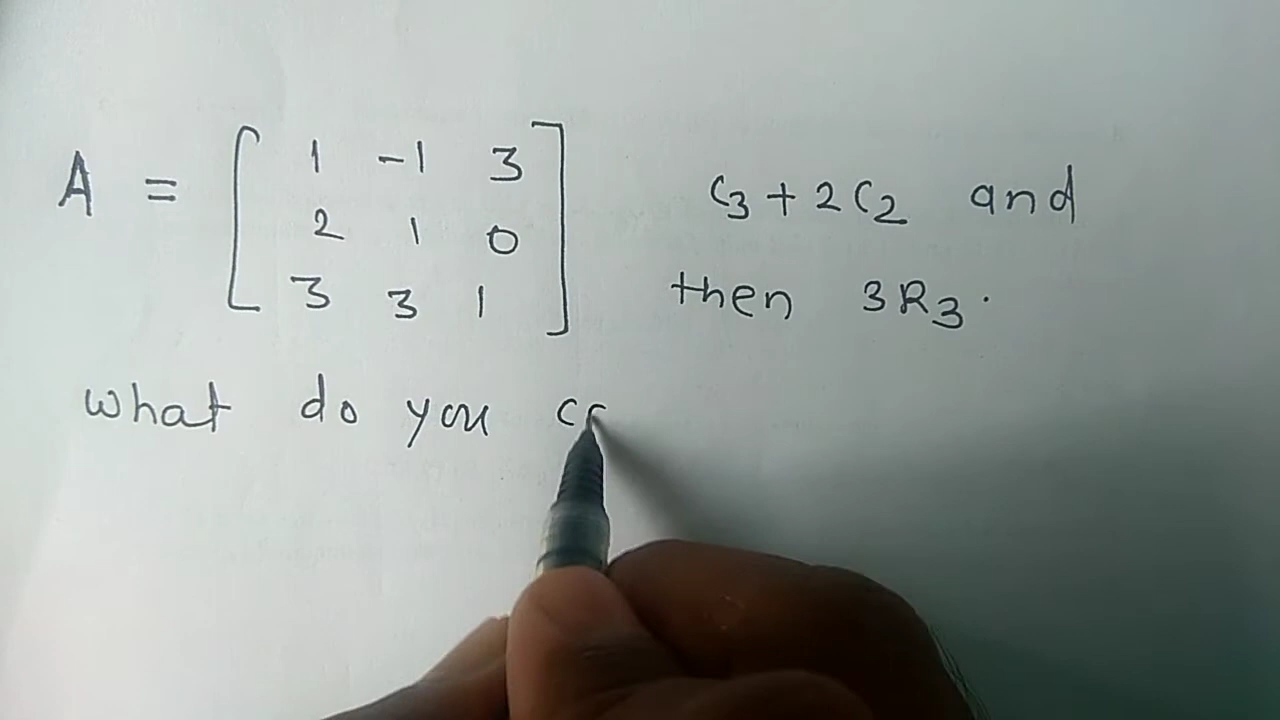 A = [ 1 -1 3
2 1 0
3 3 1 ]
C3 + 2C2 and
then 3R3.
What do you